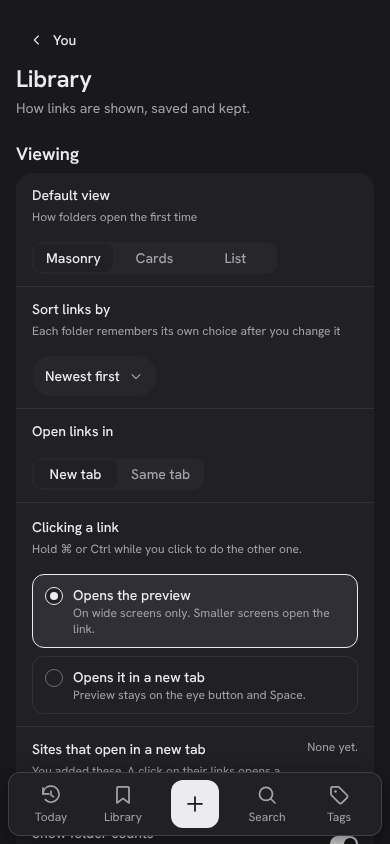 You
Library
How links are shown, saved and kept.
Viewing
Default view
How folders open the first time
Masonry Cards List
Sort links by
Each folder remembers its own choice after you change it
Newest first
Open links in
New tab Same tab
Clicking a link
Hold ⌘ or Ctrl while you click to do the other one.
Opens the preview
On wide screens only. Smaller screens open the
link.
Opens it in a new tab
Preview stays on the eye button and Space.
Sites that open in a new tab None yet.
You added these. A click on their links opens a
Today Library Search Tags
Show folder counts